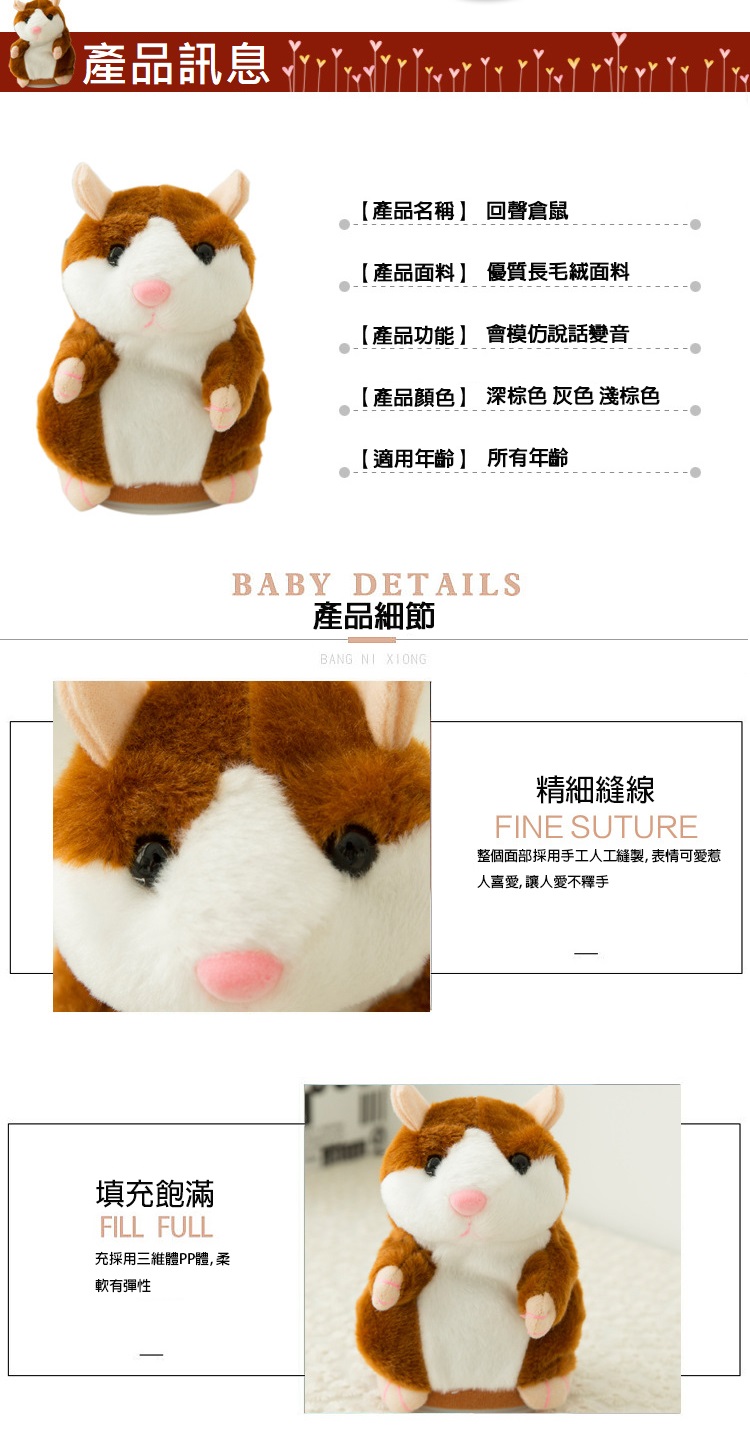 產品訊息
【產品名稱】 回聲倉鼠
【產品面料】 優質長毛絨面料
【產品功能】 會模仿說話變音
【產品顏色】 深棕色 灰色 淺棕色
【適用年齡】 所有年齡
BABY DETAILS
產品細節
BANG NI XIONG
精細縫線
FINE SUTURE
整個面部採用手工人工縫製, 表情可愛惹
人喜愛, 讓人愛不釋手
填充飽滿
FILL FULL
充採用三維體PP體, 柔
軟有彈性